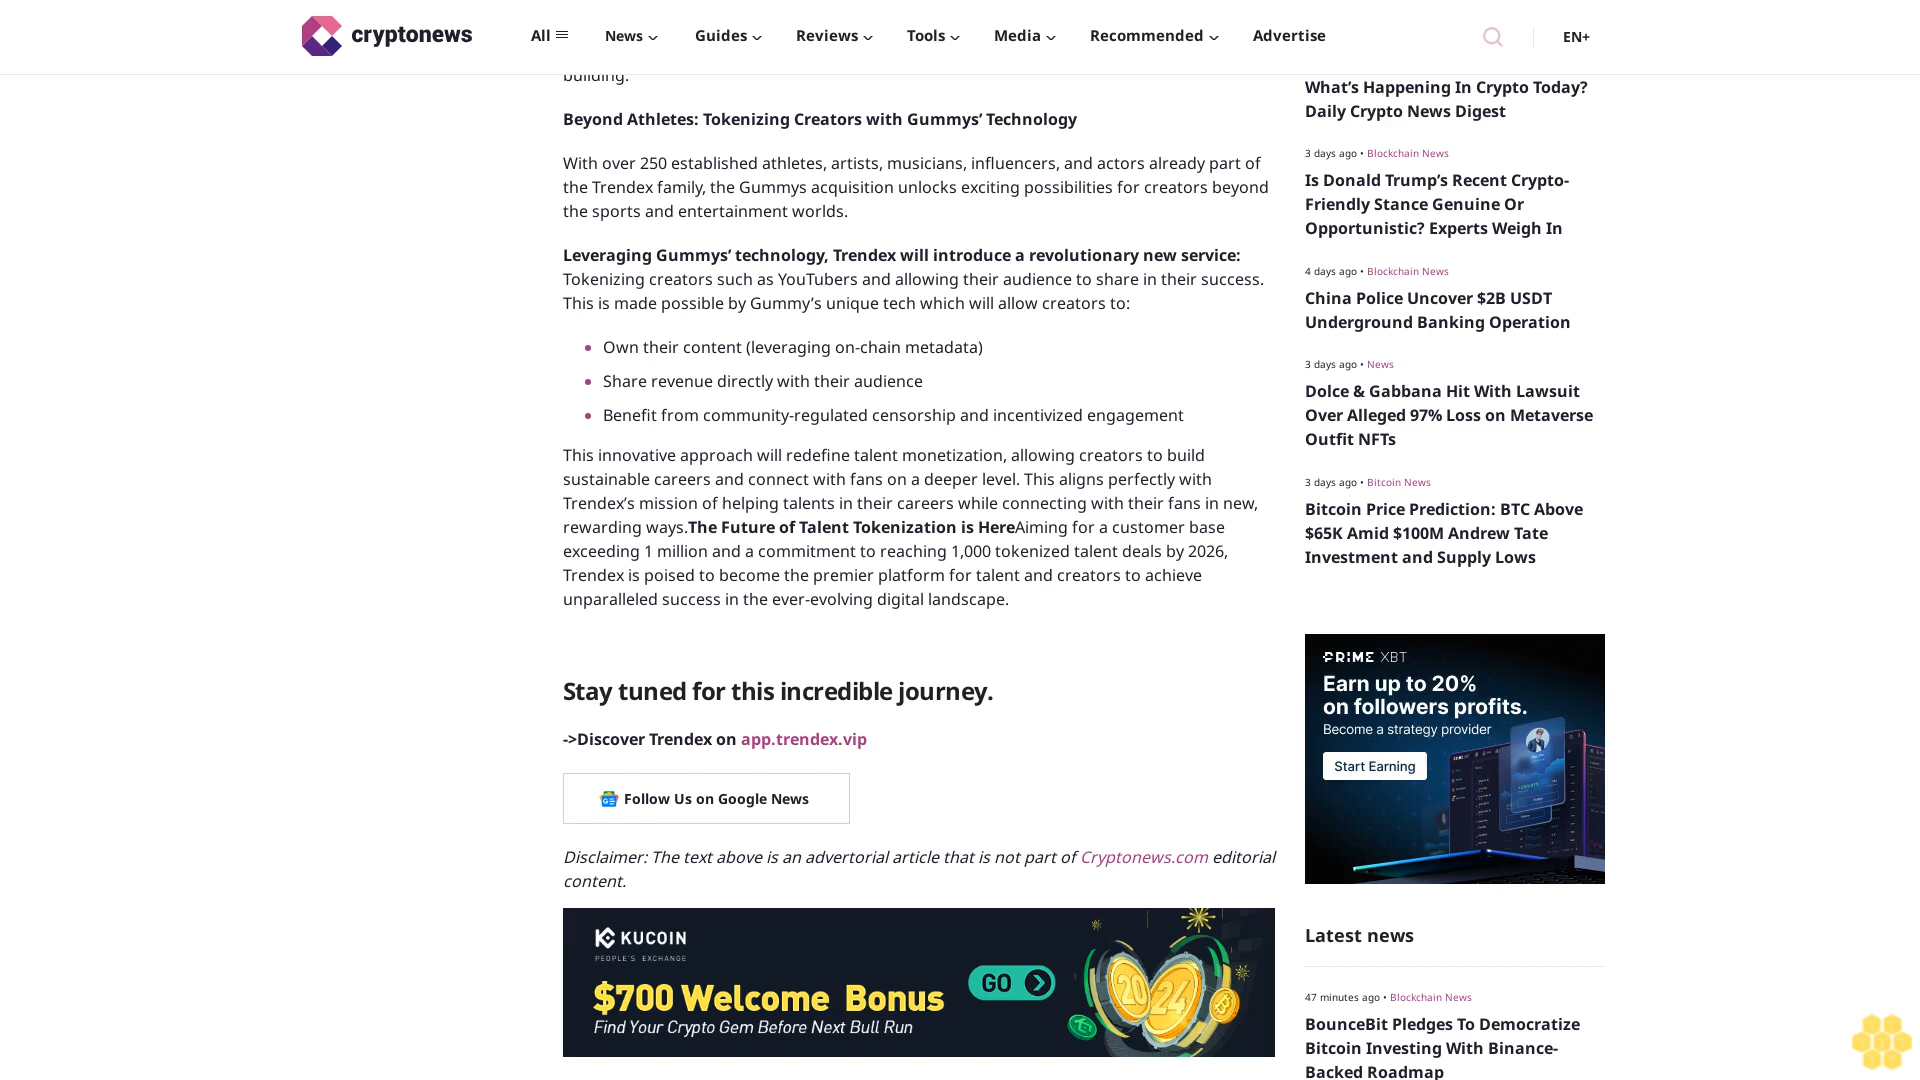 cryptonews
All
News
Guides
Reviews
Tools
Media
Recommended
Advertise
EN+
building.
Beyond Athletes: Tokenizing Creators with Gummys’ Technology
With over 250 established athletes, artists, musicians, influencers, and actors already part of
the Trendex family, the Gummys acquisition unlocks exciting possibilities for creators beyond
the sports and entertainment worlds.
Leveraging Gummys’ technology, Trendex will introduce a revolutionary new service:
Tokenizing creators such as YouTubers and allowing their audience to share in their success.
This is made possible by Gummy’s unique tech which will allow creators to:
Own their content (leveraging on-chain metadata)
Share revenue directly with their audience
Benefit from community-regulated censorship and incentivized engagement
This innovative approach will redefine talent monetization, allowing creators to build
sustainable careers and connect with fans on a deeper level. This aligns perfectly with
Trendex’s mission of helping talents in their careers while connecting with their fans in new,
rewarding ways.The Future of Talent Tokenization is HereAiming for a customer base
exceeding 1 million and a commitment to reaching 1,000 tokenized talent deals by 2026,
Trendex is poised to become the premier platform for talent and creators to achieve
unparalleled success in the ever-evolving digital landscape.
Stay tuned for this incredible journey.
->Discover Trendex on app.trendex.vip
Follow Us on Google News
Disclaimer: The text above is an advertorial article that is not part of Cryptonews.com editorial
content.
KUCOIN
PEOPLE'S EXCHANGE
$700 Welcome Bonus
Find Your Crypto Gem Before Next Bull Run
GO
20
24
What’s Happening In Crypto Today?
Daily Crypto News Digest
3 days ago • Blockchain News
Is Donald Trump’s Recent Crypto-
Friendly Stance Genuine Or
Opportunistic? Experts Weigh In
4 days ago • Blockchain News
China Police Uncover $2B USDT
Underground Banking Operation
3 days ago • News
Dolce & Gabbana Hit With Lawsuit
Over Alleged 97% Loss on Metaverse
Outfit NFTs
3 days ago • Bitcoin News
Bitcoin Price Prediction: BTC Above
$65K Amid $100M Andrew Tate
Investment and Supply Lows
PRIME XBT
Earn up to 20%
on followers profits.
Become a strategy provider
Start Earning
Latest news
47 minutes ago • Blockchain News
BounceBit Pledges To Democratize
Bitcoin Investing With Binance-
Backed Roadmap